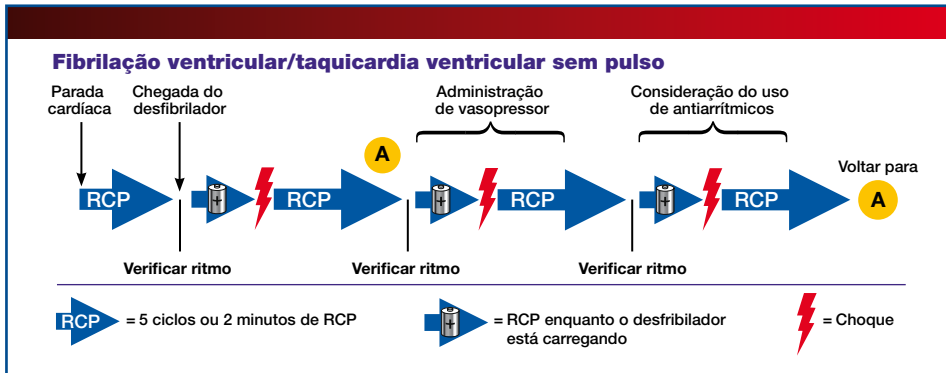 Fibrilação ventricular/taquicardia ventricular sem pulso
Parada
cardíaca
Chegada do
desfibrilador
Administração
de vasopressor
Consideração do uso
de antiarrítmicos
A
Voltar para
A
RCP
+
RCP
+
RCP
+
RCP
Verificar ritmo
Verificar ritmo
Verificar ritmo
RCP = 5 ciclos ou 2 minutos de RCP
+ = RCP enquanto o desfribilador
está carregando
= Choque